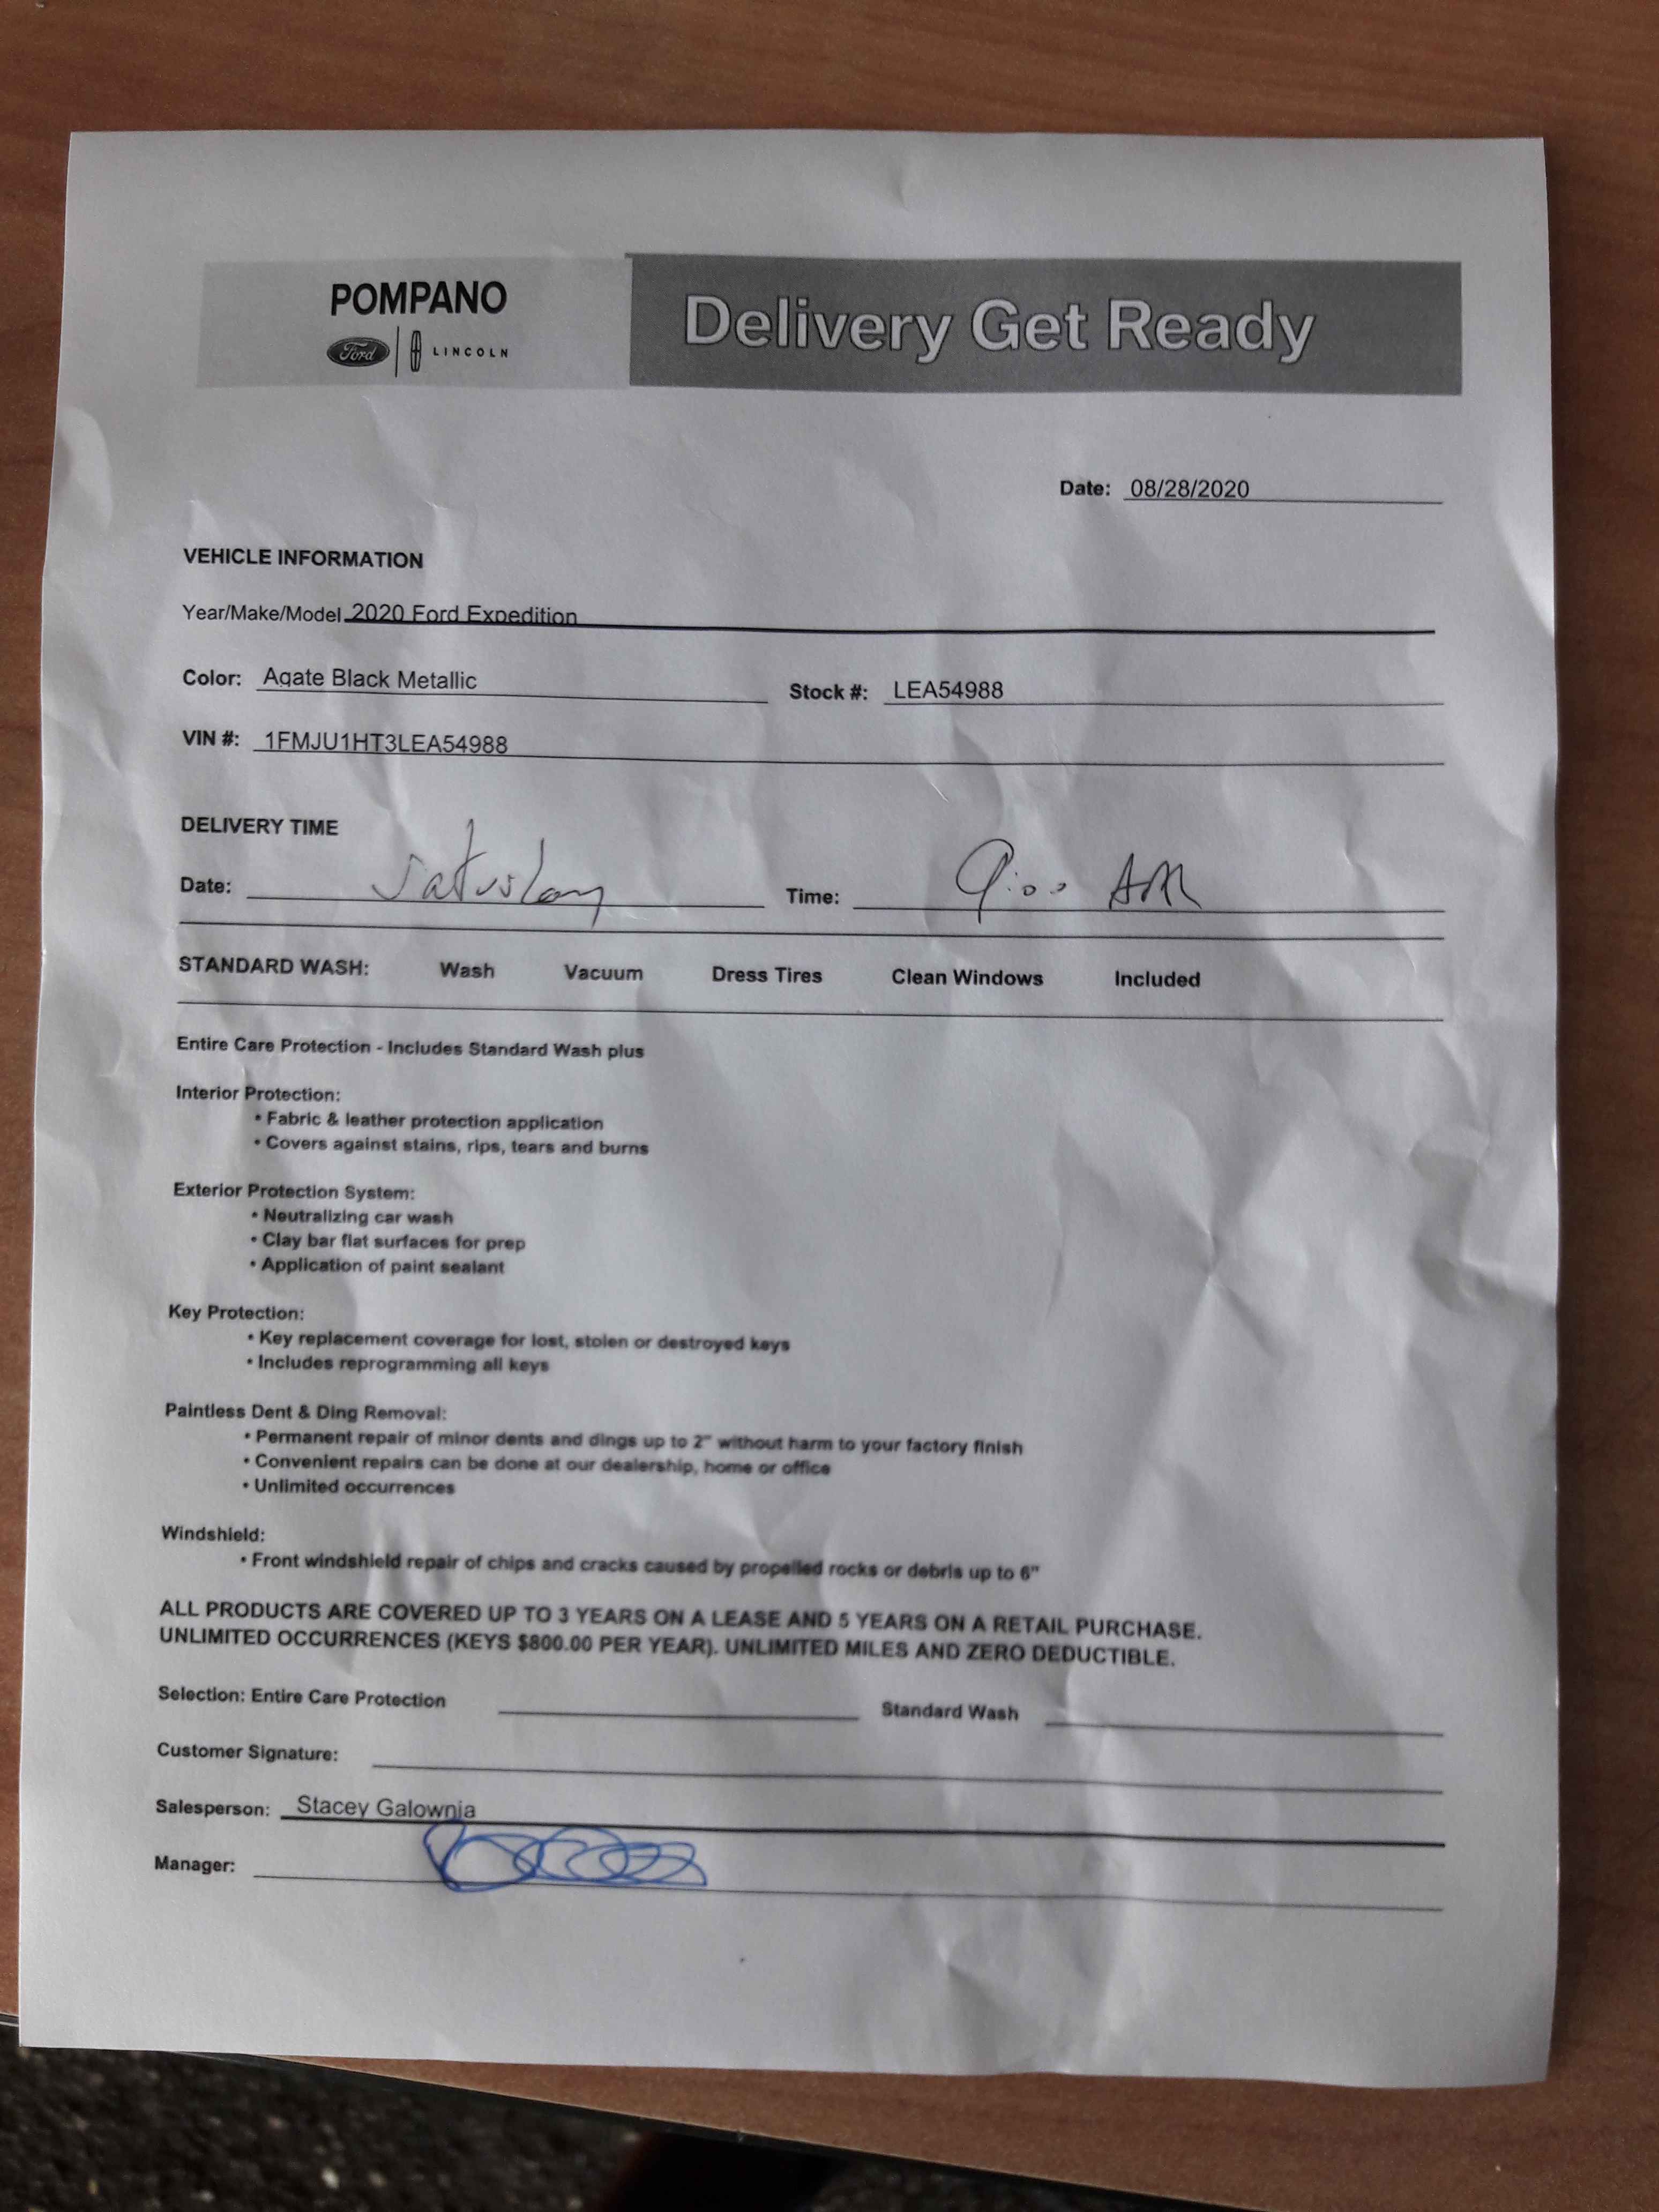 POMPANO
Ford LINCOLN
Delivery Get Ready
Date: 08/28/2020
VEHICLE INFORMATION
Year/Make/Model 2020 Ford Expedition
Color: Agate Black Metallic Stock #: LEA54988
VIN #: 1FMJU1HT3LEA54988
DELIVERY TIME
Date: Saturday Time: 9:00 AM
STANDARD WASH: Wash Vacuum Dress Tires Clean Windows Included
Entire Care Protection - Includes Standard Wash plus
Interior Protection:
• Fabric & leather protection application
• Covers against stains, rips, tears and burns
Exterior Protection System:
• Neutralizing car wash
• Clay bar flat surfaces for prep
• Application of paint sealant
Key Protection:
• Key replacement coverage for lost, stolen or destroyed keys
• Includes reprogramming all keys
Paintless Dent & Ding Removal:
• Permanent repair of minor dents and dings up to 2" without harm to your factory finish
• Convenient repairs can be done at our dealership, home or office
• Unlimited occurrences
Windshield:
• Front windshield repair of chips and cracks caused by propelled rocks or debris up to 6"
ALL PRODUCTS ARE COVERED UP TO 3 YEARS ON A LEASE AND 5 YEARS ON A RETAIL PURCHASE.
UNLIMITED OCCURRENCES (KEYS $800.00 PER YEAR). UNLIMITED MILES AND ZERO DEDUCTIBLE.
Selection: Entire Care Protection Standard Wash
Customer Signature:
Salesperson: Stacey Galownia
Manager: